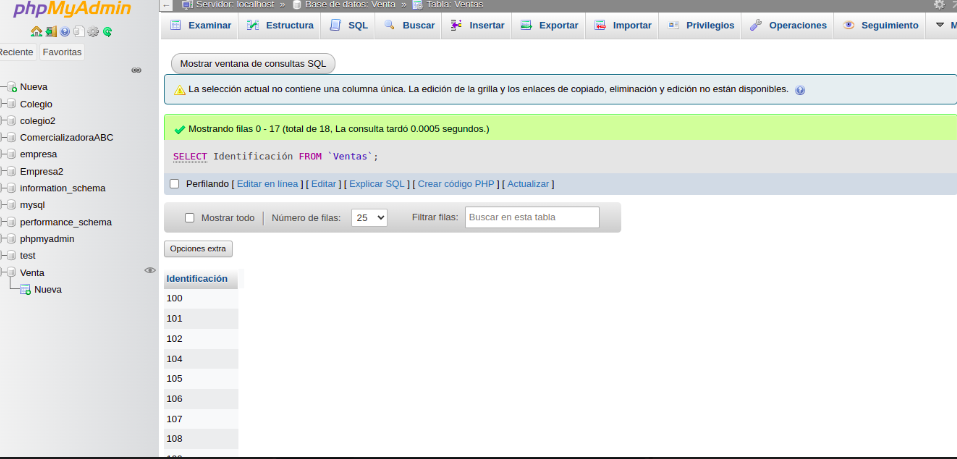 phpMyAdmin
Reciente Favoritas
Nueva
Colegio
colegio2
ComercializadoraABC
empresa
Empresa2
information_schema
mysql
performance_schema
phpmyadmin
test
Venta
Nueva
Servidor: localhost » Base de datos: Venta » Tabla: Ventas
Examinar Estructura SQL Buscar Insertar Exportar Importar Privilegios Operaciones Seguimiento
Mostrar ventana de consultas SQL
La selección actual no contiene una columna única. La edición de la grilla y los enlaces de copiado, eliminación y edición no están disponibles.
Mostrando filas 0 - 17 (total de 18, La consulta tardó 0.0005 segundos.)
SELECT Identificación FROM `Ventas`;
Perfilando [ Editar en línea ] [ Editar ] [ Explicar SQL ] [ Crear código PHP ] [ Actualizar ]
Mostrar todo | Número de filas: 25 Filtrar filas: Buscar en esta tabla
Opciones extra
Identificación
100
101
102
104
105
106
107
108